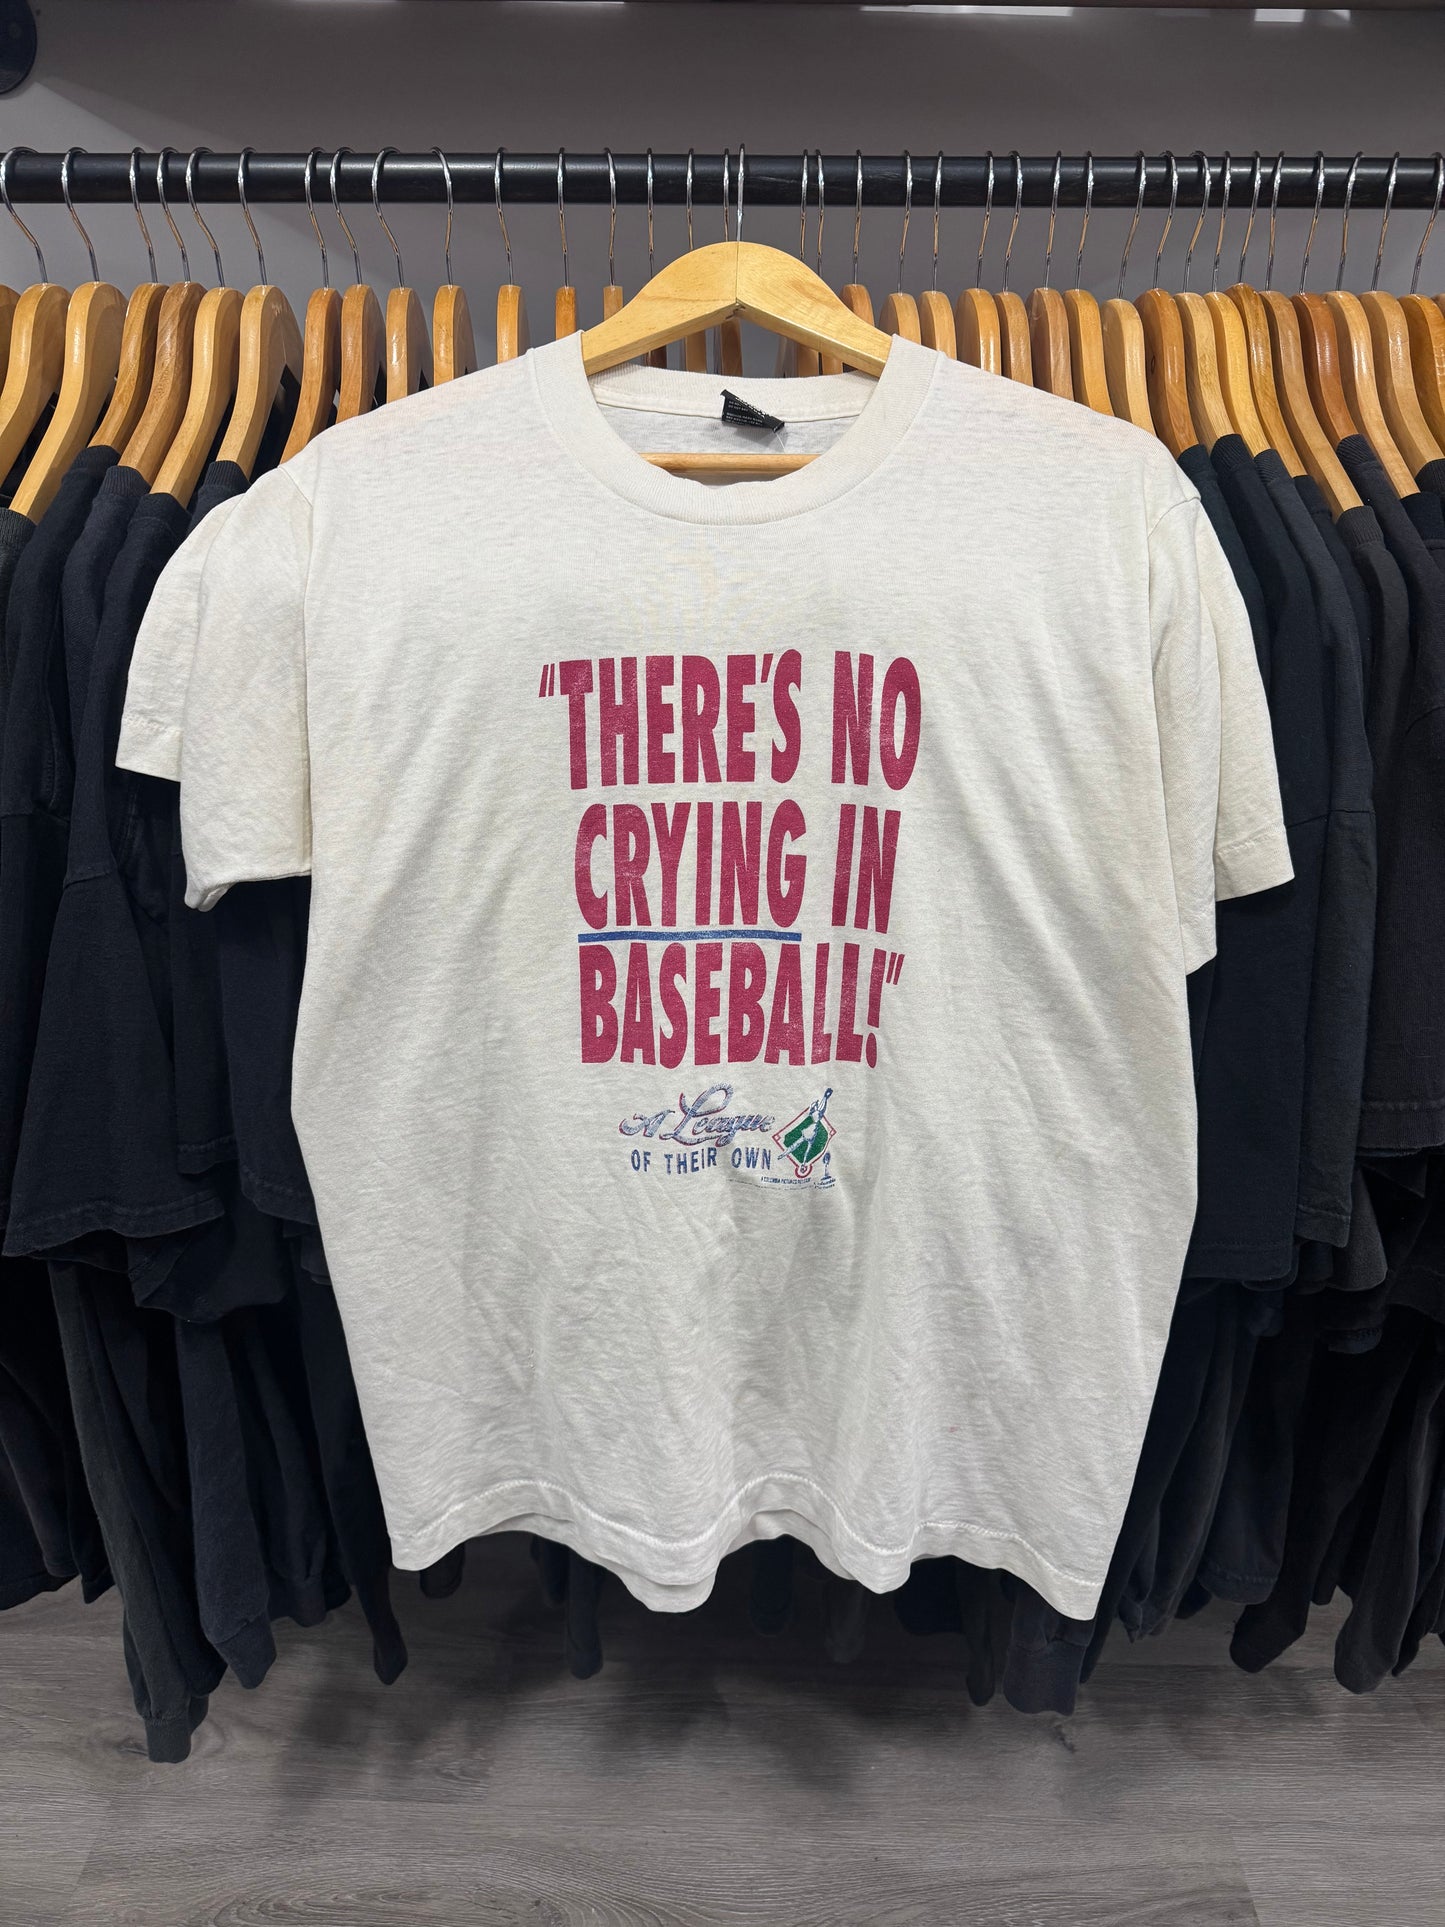 "THERE'S NO
CRYING IN
BASEBALL!"
A League
OF THEIR OWN